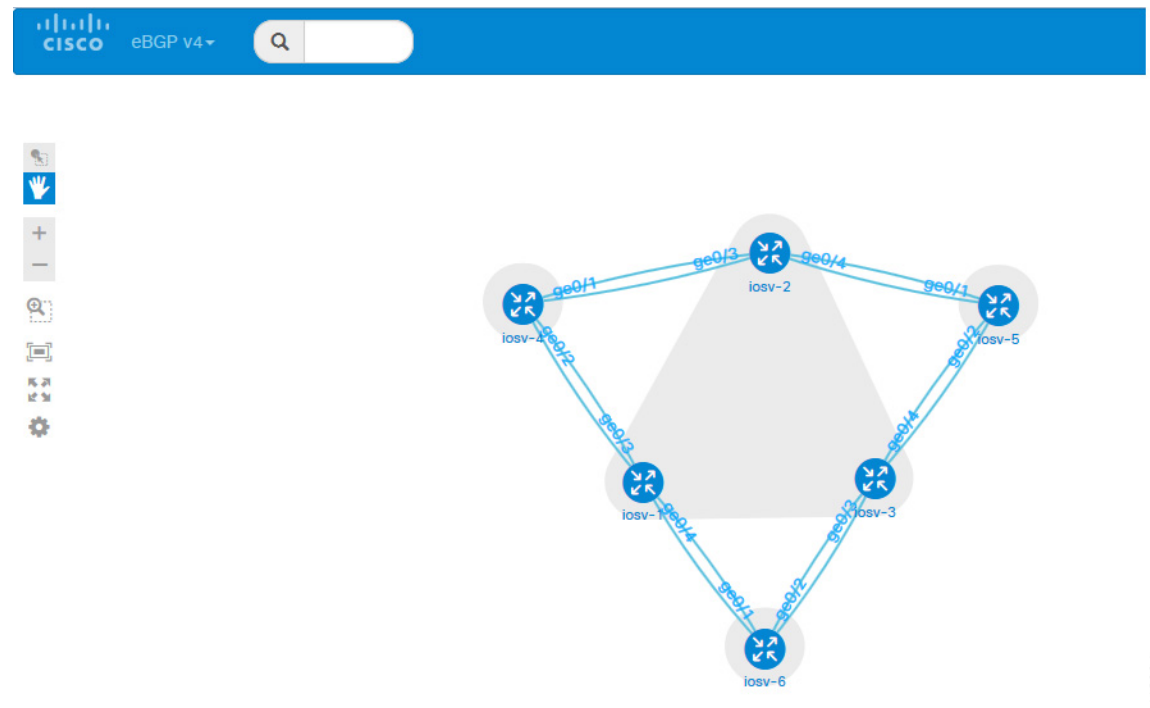 CISCO eBGP v4
ge0/3 ge0/4
iosv-2
ge0/1 ge0/1
iosv-4 iosv-5
ge0/2 ge0/2
ge0/3 ge0/4
iosv-1 iosv-3
ge0/4 ge0/3
ge0/1 ge0/2
iosv-6